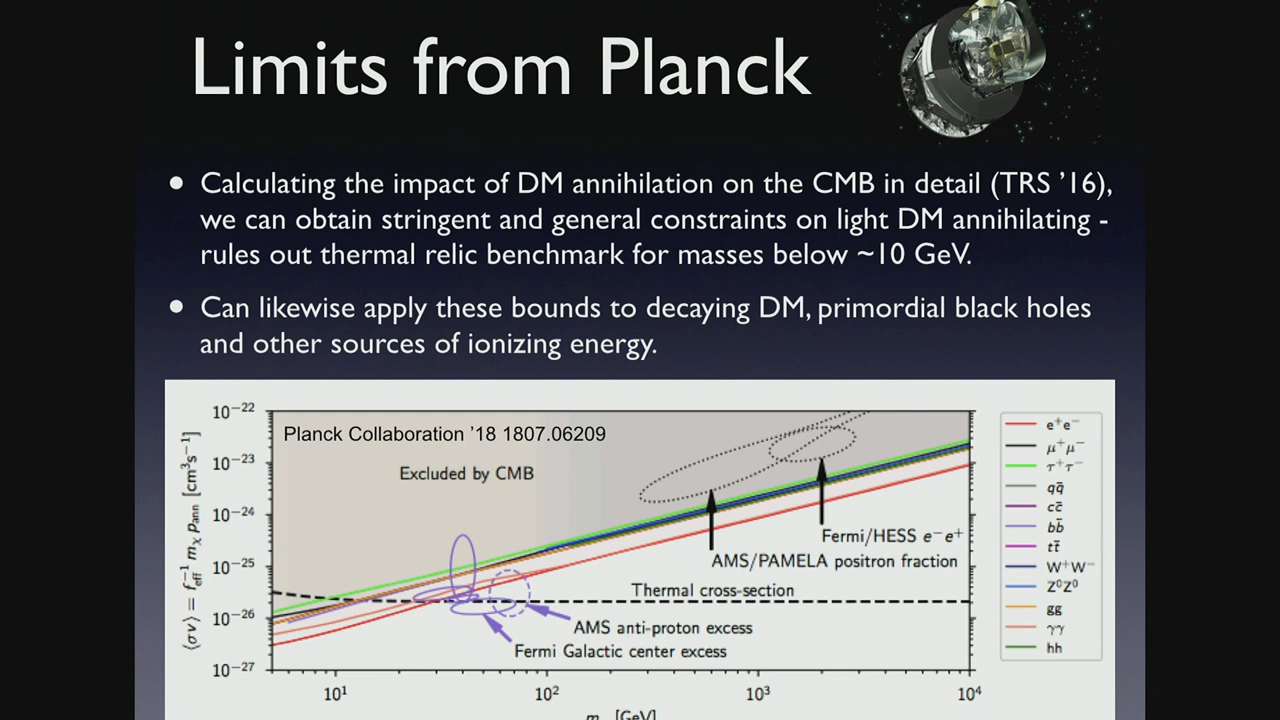 Limits from Planck
• Calculating the impact of DM annihilation on the CMB in detail (TRS ’16),
we can obtain stringent and general constraints on light DM annihilating -
rules out thermal relic benchmark for masses below ~10 GeV.
• Can likewise apply these bounds to decaying DM, primordial black holes
and other sources of ionizing energy.
⟨σv⟩ = f_eff^−1 m_χ p_ann [cm³s⁻¹]
10⁻²²
10⁻²³
10⁻²⁴
10⁻²⁵
10⁻²⁶
10⁻²⁷
Planck Collaboration ’18 1807.06209
Excluded by CMB
Fermi/HESS e⁻e⁺
AMS/PAMELA positron fraction
Thermal cross-section
AMS anti-proton excess
Fermi Galactic center excess
10¹
10²
10³
10⁴
[GeV]
e⁺e⁻
μ⁺μ⁻
τ⁺τ⁻
qq̄
cc̄
bb̄
tt̄
W⁺W⁻
Z⁰Z⁰
gg
γγ
hh